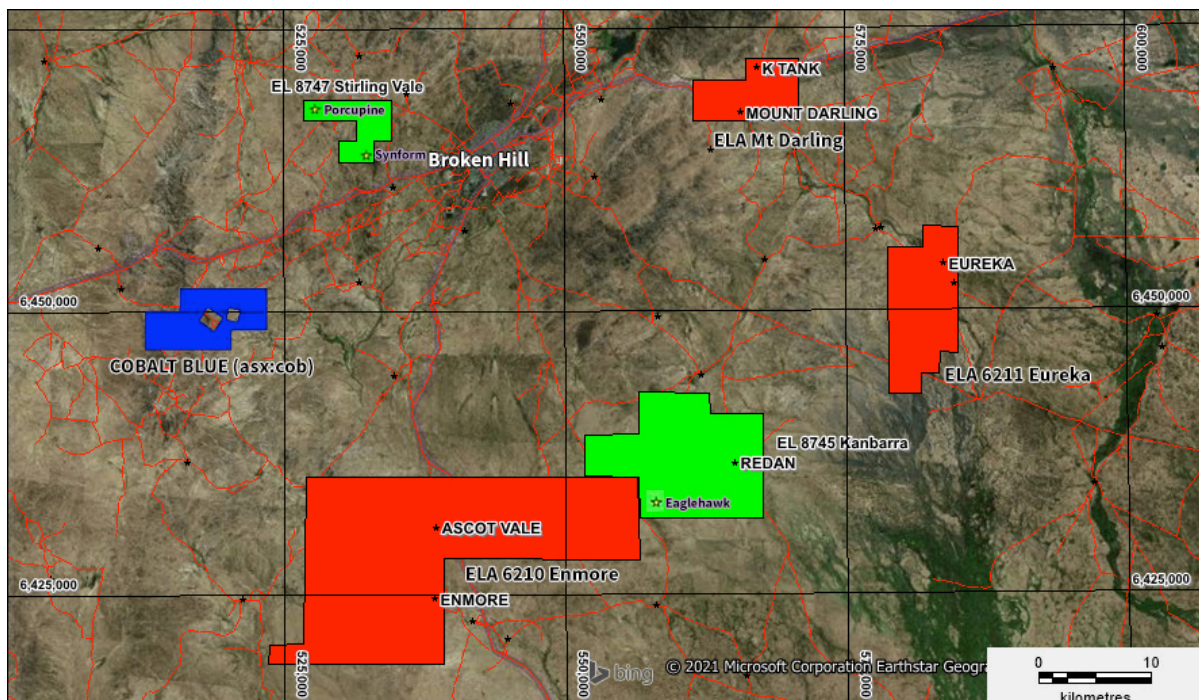 525,000
550,000
575,000
600,000
K TANK
EL 8747 Stirling Vale
Porcupine
MOUNT DARLING
ELA Mt Darling
Synform
Broken Hill
EUREKA
6,450,000
6,450,000
COBALT BLUE (asx:cob)
ELA 6211 Eureka
EL 8745 Kanbarra
REDAN
Eaglehawk
ASCOT VALE
ELA 6210 Enmore
6,425,000
6,425,000
ENMORE
525,000
550,000
575,000
bing
© 2021 Microsoft Corporation Earthstar Geogra
0 10
kilometres